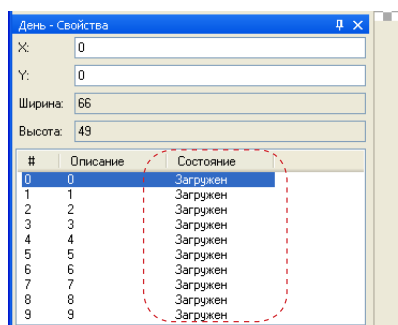 День - Свойства
X: 0
Y: 0
Ширина: 66
Высота: 49
# Описание Состояние
0 0 Загружен
1 1 Загружен
2 2 Загружен
3 3 Загружен
4 4 Загружен
5 5 Загружен
6 6 Загружен
7 7 Загружен
8 8 Загружен
9 9 Загружен